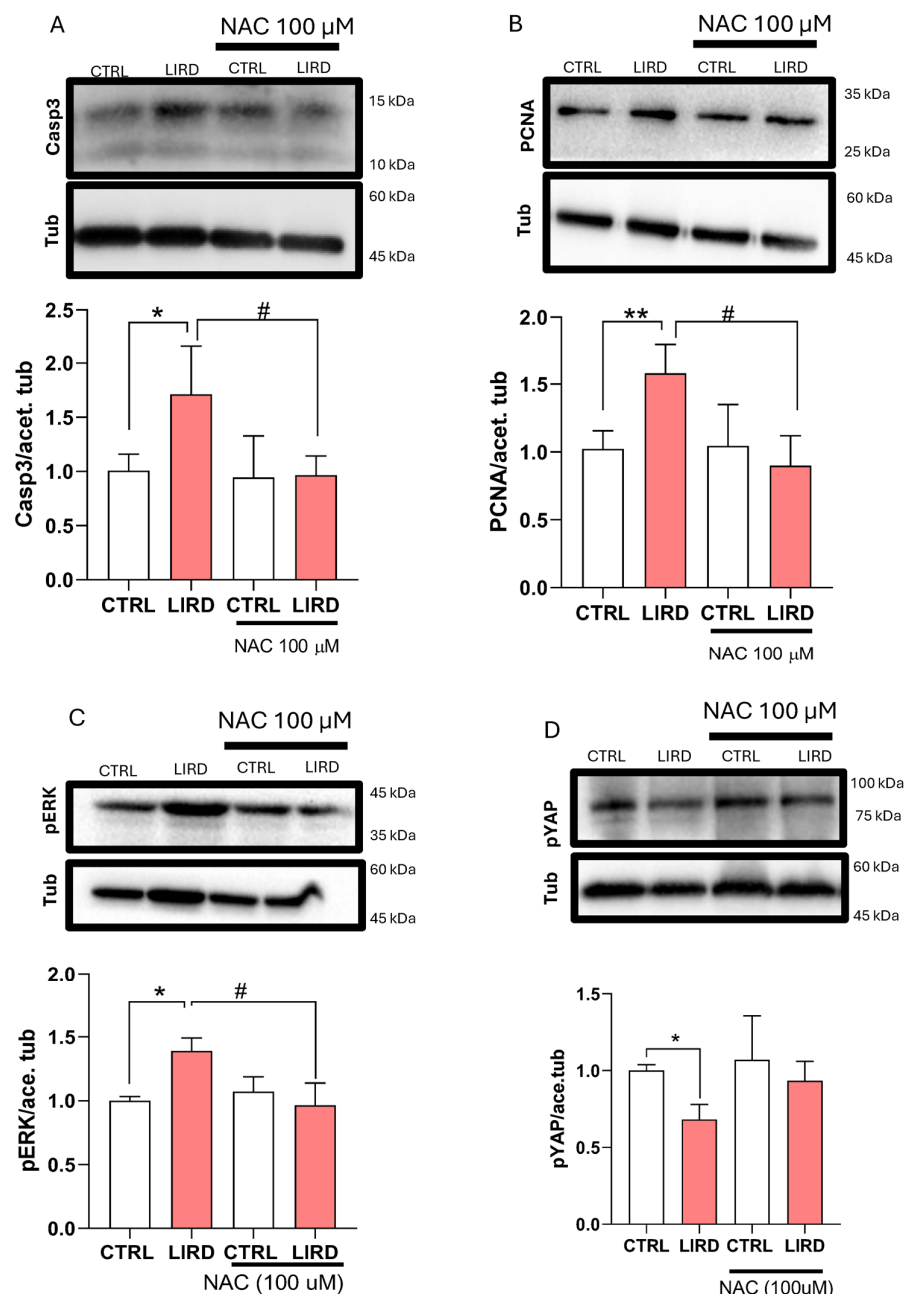 A
NAC 100 µM
CTRL LIRD CTRL LIRD
Casp3
15 kDa
10 kDa
Tub
60 kDa
45 kDa
Casp3/acet. tub
2.5
2.0
1.5
1.0
0.5
0.0
* #
CTRL LIRD CTRL LIRD
NAC 100 µM
B
NAC 100 µM
CTRL LIRD CTRL LIRD
PCNA
35 kDa
25 kDa
Tub
60 kDa
45 kDa
PCNA/acet. tub
2.0
1.5
1.0
0.5
0.0
** #
CTRL LIRD CTRL LIRD
NAC 100 µM
C
NAC 100 µM
CTRL LIRD CTRL LIRD
pERK
45 kDa
35 kDa
Tub
60 kDa
45 kDa
pERK/ace. tub
2.0
1.5
1.0
0.5
0.0
* #
CTRL LIRD CTRL LIRD
NAC (100 uM)
D
NAC 100 µM
CTRL LIRD CTRL LIRD
pYAP
100 kDa
75 kDa
Tub
60 kDa
45 kDa
pYAP/ace.tub
1.5
1.0
0.5
0.0
*
CTRL LIRD CTRL LIRD
NAC (100uM)